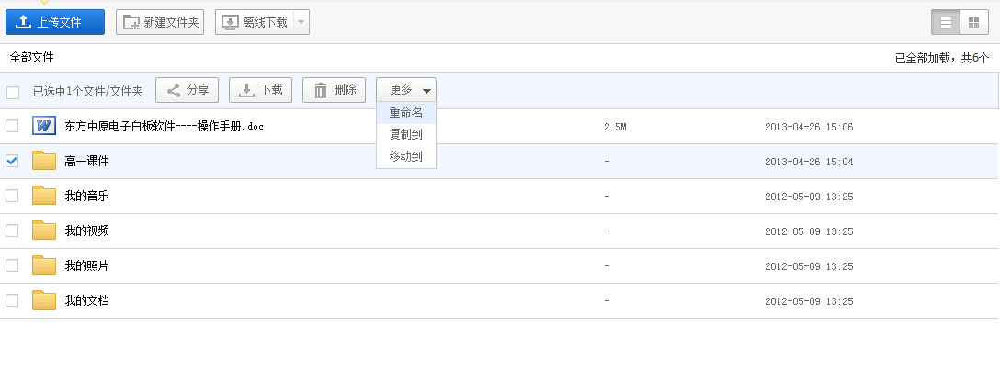 上传文件 新建文件夹 离线下载
全部文件 已全部加载，共6个
已选中1个文件/文件夹 分享 下载 删除 更多
重命名
东方中原电子白板软件----操作手册.doc 2.5M 2013-04-26 15:06
复制到
移动到
高一课件 - 2013-04-26 15:04
我的音乐 - 2012-05-09 13:25
我的视频 - 2012-05-09 13:25
我的照片 - 2012-05-09 13:25
我的文档 - 2012-05-09 13:25